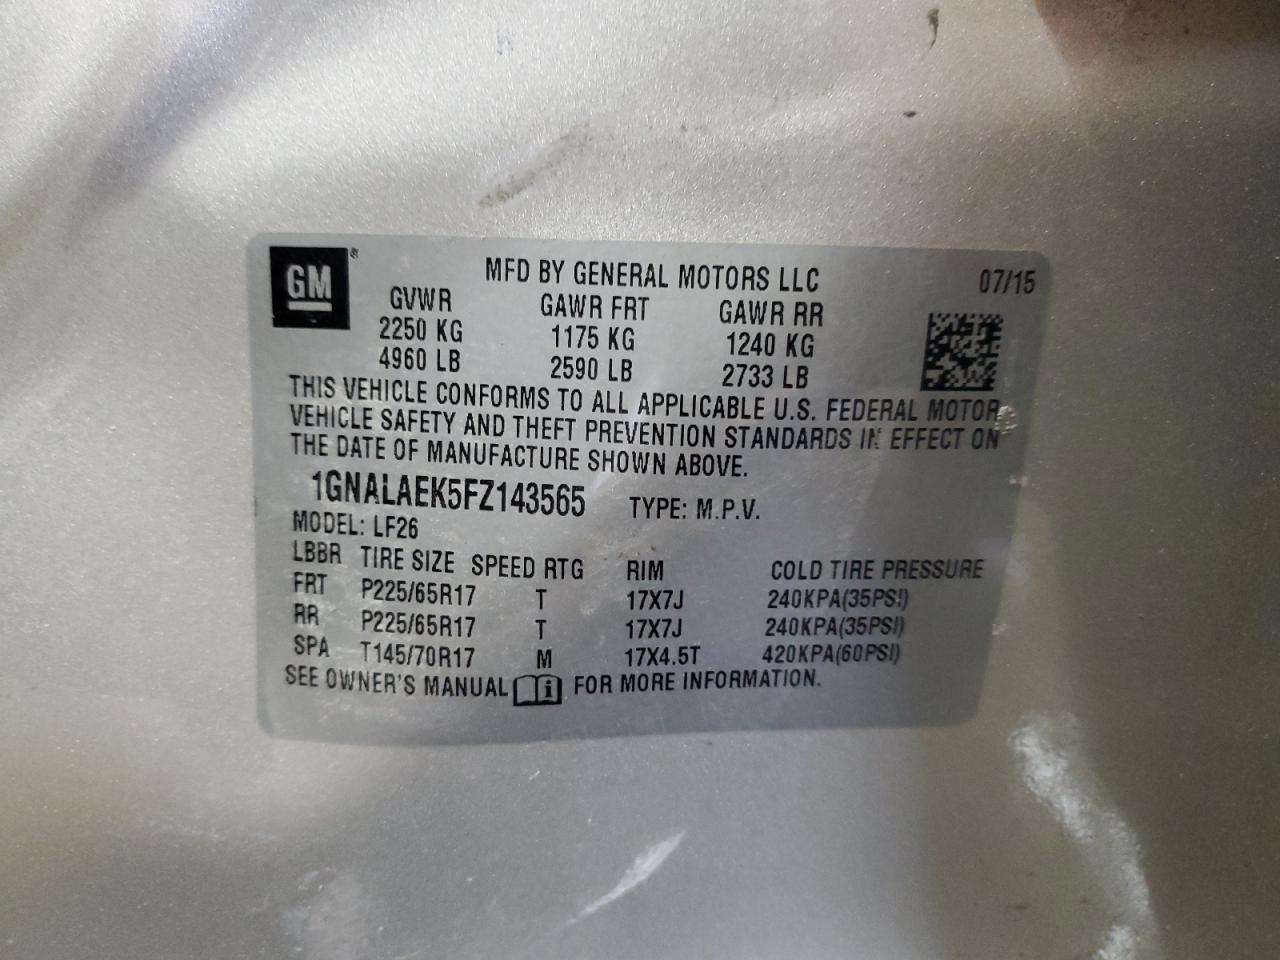 GM®
MFD BY GENERAL MOTORS LLC 07/15
GVWR GAWR FRT GAWR RR
2250 KG 1175 KG 1240 KG
4960 LB 2590 LB 2733 LB
THIS VEHICLE CONFORMS TO ALL APPLICABLE U.S. FEDERAL MOTOR
VEHICLE SAFETY AND THEFT PREVENTION STANDARDS IN EFFECT ON
THE DATE OF MANUFACTURE SHOWN ABOVE.
1GNALAEK5FZ143565 TYPE: M.P.V.
MODEL: LF26
LBBR TIRE SIZE SPEED RTG RIM COLD TIRE PRESSURE
FRT P225/65R17 T 17X7J 240KPA(35PSI)
RR P225/65R17 T 17X7J 240KPA(35PSI)
SPA T145/70R17 M 17X4.5T 420KPA(60PSI)
SEE OWNER'S MANUAL i FOR MORE INFORMATION.